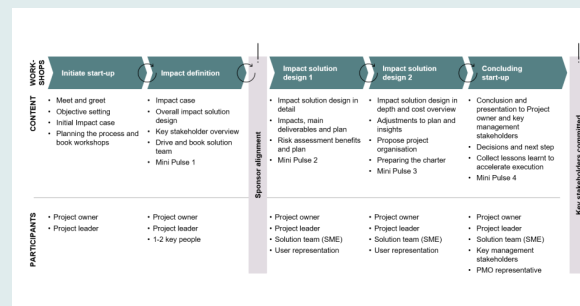 WORK-
SHOPS
Initiate start-up
Impact definition
Impact solution
design 1
Impact solution
design 2
Concluding
start-up
CONTENT
• Meet and greet
• Objective setting
• Initial Impact case
• Planning the process and
book workshops
• Impact case
• Overall impact solution
design
• Key stakeholder overview
• Drive and book solution
team
• Mini Pulse 1
Sponsor alignment
• Impact solution design in
detail
• Impacts, main
deliverables and plan
• Risk assessment benefits
and plan
• Mini Pulse 2
• Impact solution design in
depth and cost overview
• Adjustments to plan and
insights
• Propose project
organisation
• Preparing the charter
• Mini Pulse 3
• Conclusion and
presentation to Project
owner and key
management
stakeholders
• Decisions and next step
• Collect lessons learnt to
accelerate execution
• Mini Pulse 4
Key stakeholders committed
PARTICIPANTS
• Project owner
• Project leader
• Project owner
• Project leader
• 1-2 key people
• Project owner
• Project leader
• Solution team (SME)
• User representation
• Project owner
• Project leader
• Solution team (SME)
• User representation
• Project owner
• Project leader
• Solution team (SME)
• Key management
stakeholders
• PMO representative